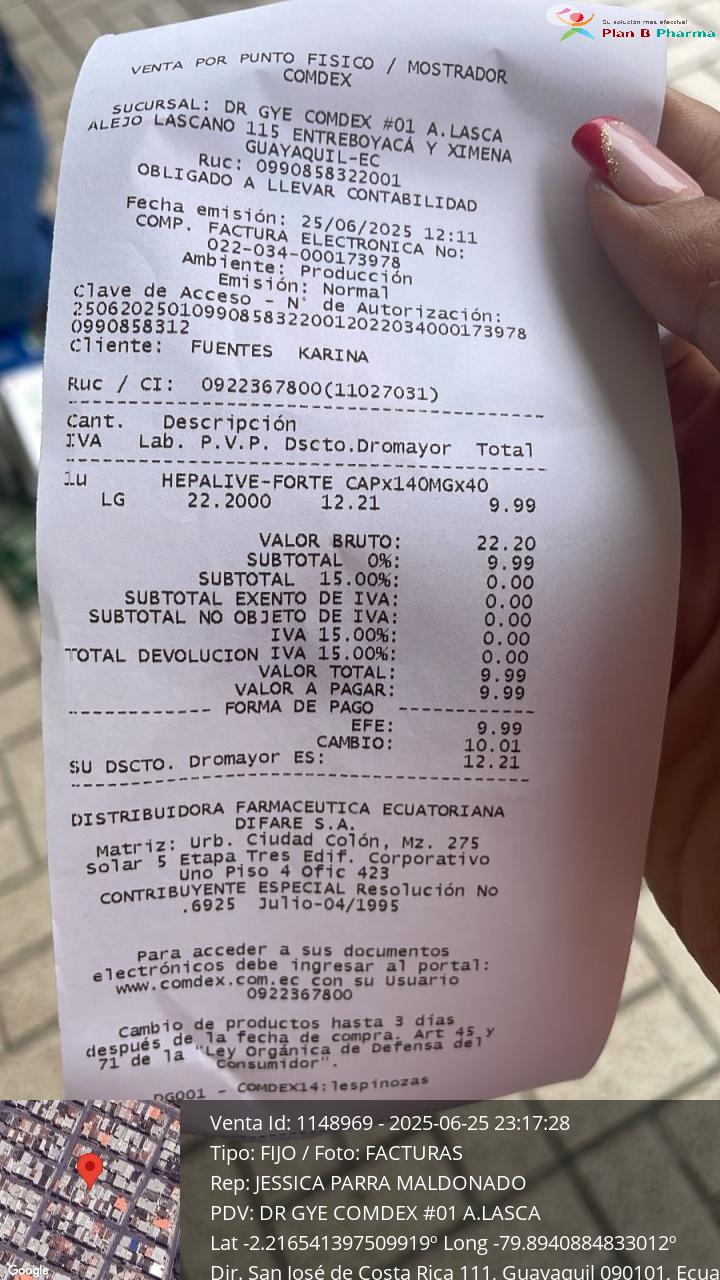 Su solución más efectiva!
Plan B Pharma
VENTA POR PUNTO FISICO / MOSTRADOR
COMDEX
SUCURSAL: DR GYE COMDEX #01 A.LASCA
ALEJO LASCANO 115 ENTREBOYACÁ Y XIMENA
GUAYAQUIL-EC
Ruc: 0990858322001
OBLIGADO A LLEVAR CONTABILIDAD
Fecha emisión: 25/06/2025 12:11
COMP. FACTURA ELECTRONICA No:
022-034-000173978
Ambiente: Producción
Emisión: Normal
Clave de Acceso - N° de Autorización:
250620250109908583220012022034000173978
0990858312
Cliente: FUENTES KARINA
Ruc / CI: 0922367800(11027031)
Cant. Descripción
IVA Lab. P.V.P. Dscto.Dromayor Total
1u HEPALIVE-FORTE CAPx140MGx40
LG 22.2000 12.21 9.99
VALOR BRUTO: 22.20
SUBTOTAL 0%: 9.99
SUBTOTAL 15.00%: 0.00
SUBTOTAL EXENTO DE IVA: 0.00
SUBTOTAL NO OBJETO DE IVA: 0.00
IVA 15.00%: 0.00
TOTAL DEVOLUCION IVA 15.00%: 0.00
VALOR TOTAL: 9.99
VALOR A PAGAR: 9.99
----------- FORMA DE PAGO -----------
EFE: 9.99
CAMBIO: 10.01
SU DSCTO. Dromayor ES: 12.21
DISTRIBUIDORA FARMACEUTICA ECUATORIANA
DIFARE S.A.
Matriz: Urb. Ciudad Colón, Mz. 275
solar 5 Etapa Tres Edif. Corporativo
Uno Piso 4 Ofic 423
CONTRIBUYENTE ESPECIAL Resolución No
.6925 Julio-04/1995
Para acceder a sus documentos
electrónicos debe ingresar al portal:
www.comdex.com.ec con su Usuario
0922367800
Cambio de productos hasta 3 días
después de la fecha de compra. Art 45 y
71 de la "Ley Orgánica de Defensa del
Consumidor".
DG001 - COMDEX14:lespinozas
Venta Id: 1148969 - 2025-06-25 23:17:28
Tipo: FIJO / Foto: FACTURAS
Rep: JESSICA PARRA MALDONADO
PDV: DR GYE COMDEX #01 A.LASCA
Lat -2.216541397509919º Long -79.8940884833012º
Dir. San José de Costa Rica 111, Guayaquil 090101, Ecua
Google